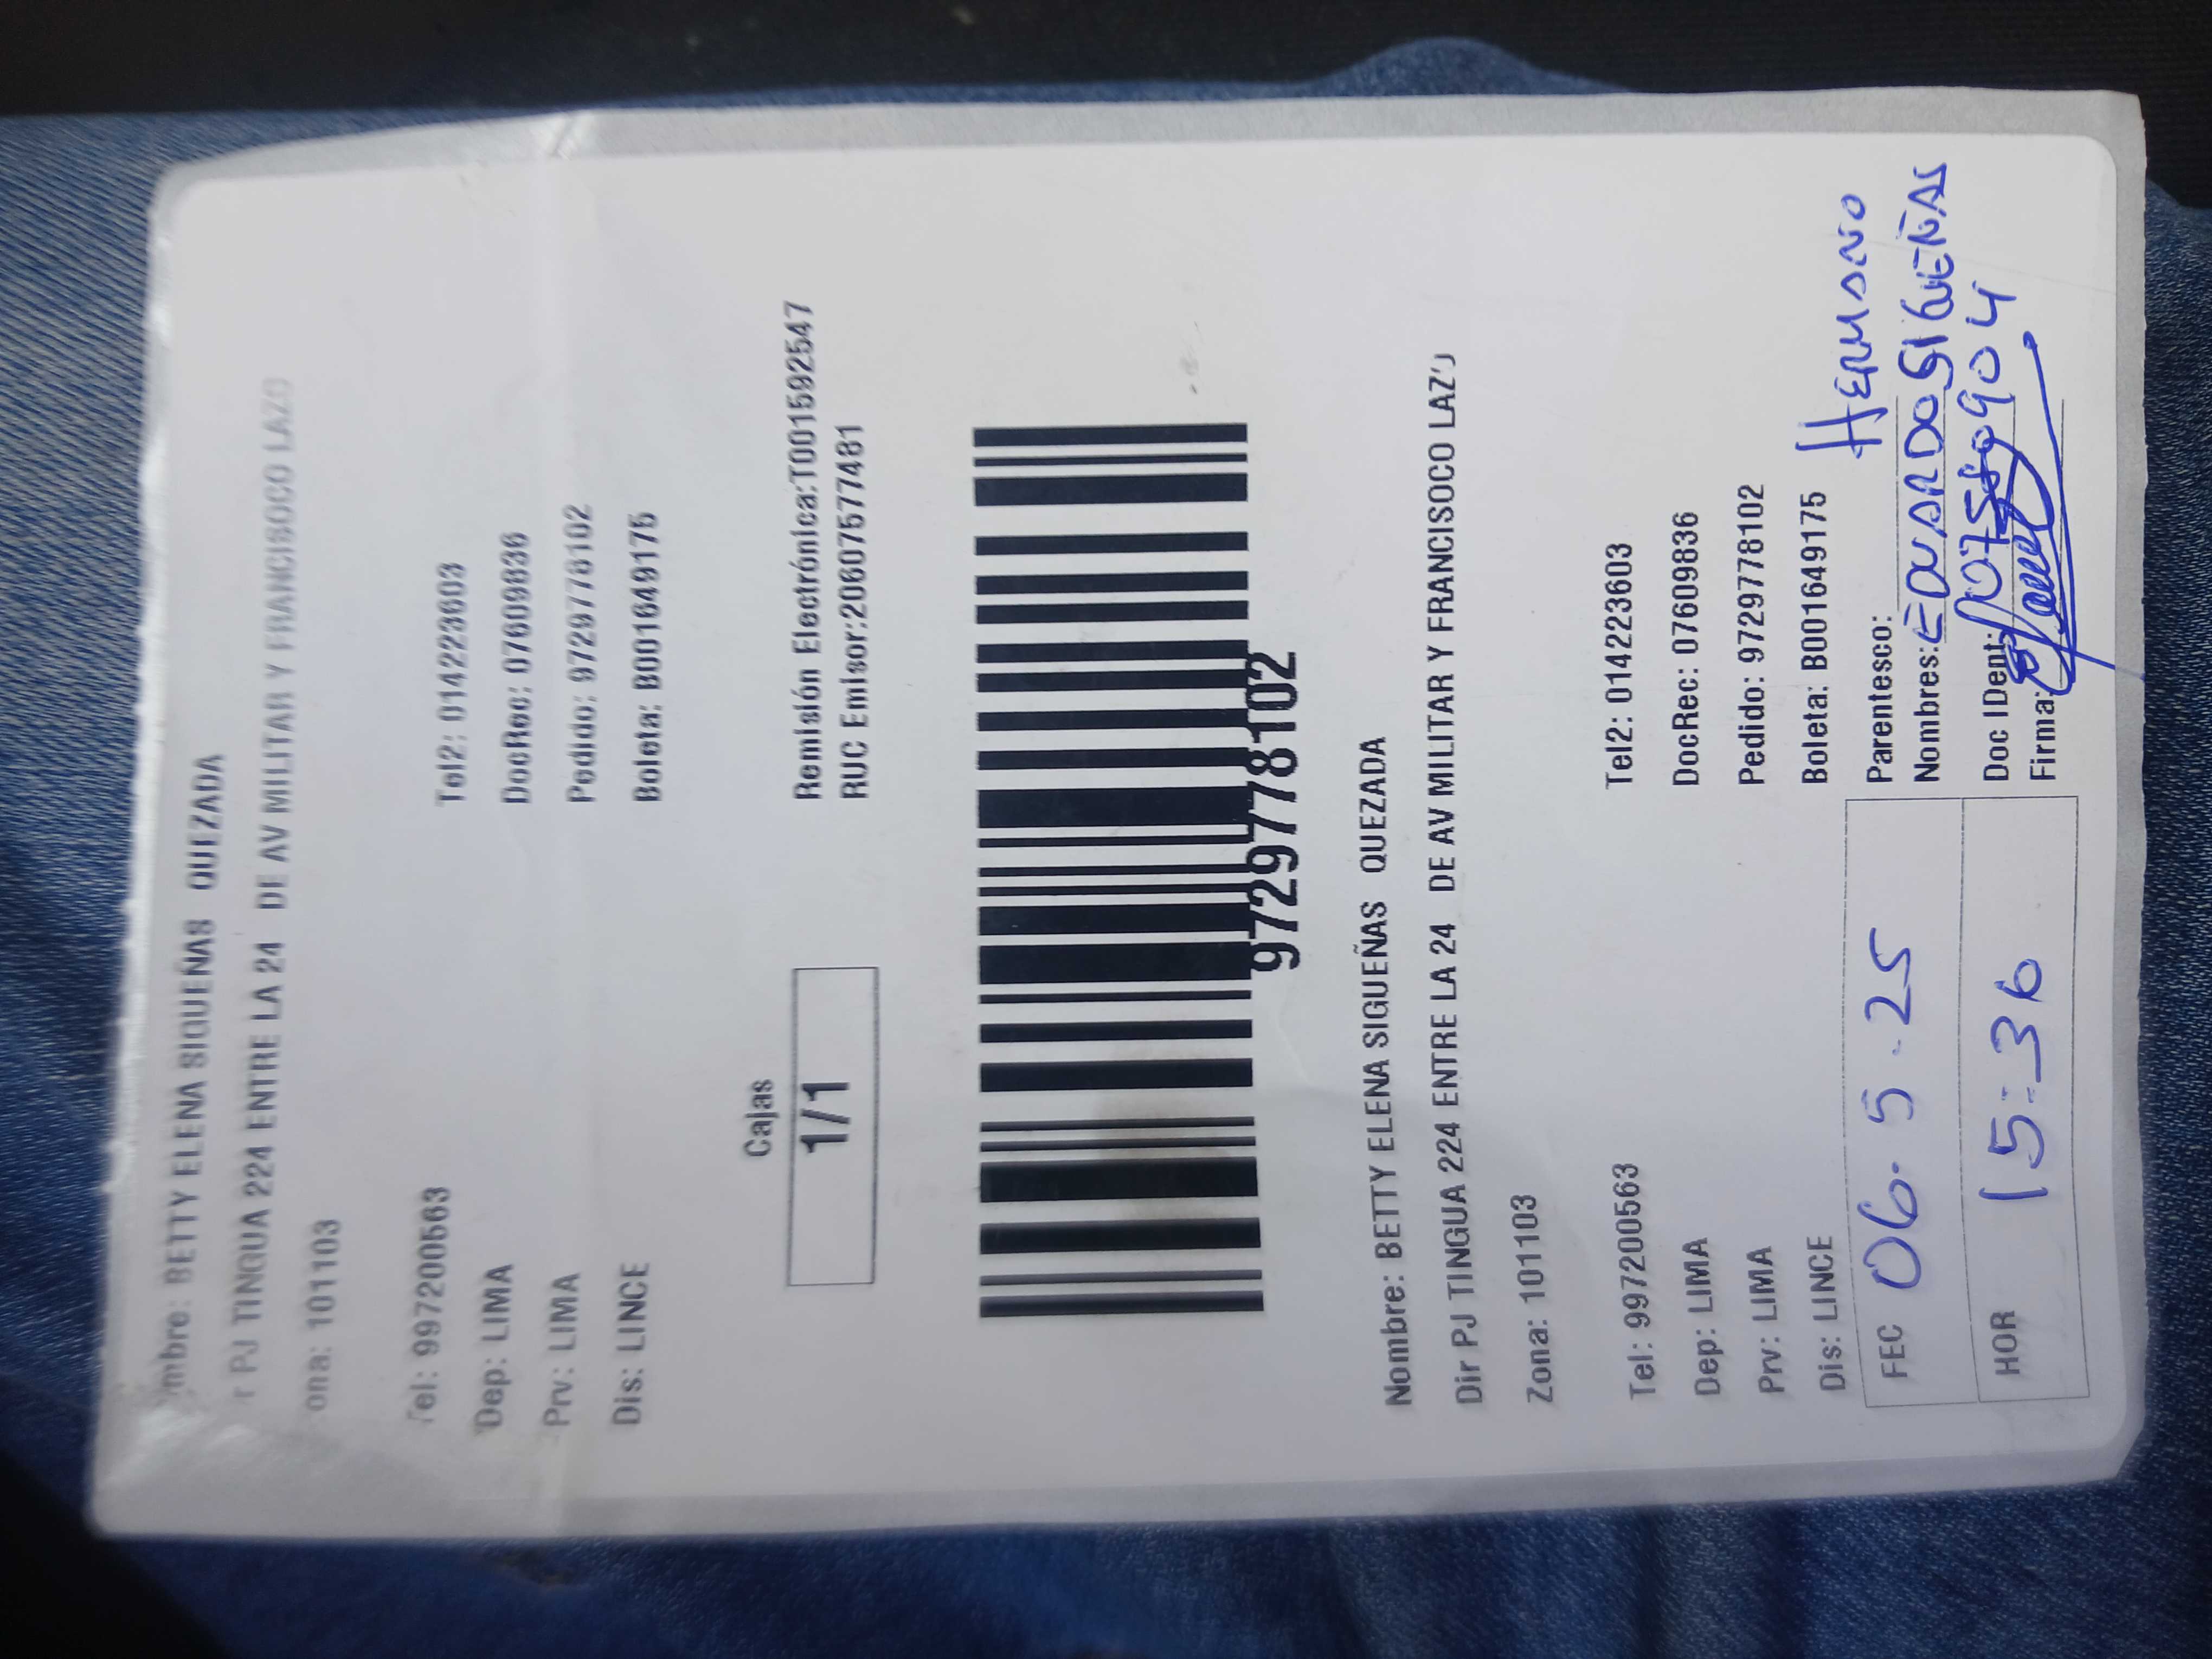 mbre: BETTY ELENA SIGUEÑAS QUEZADA
r PJ TINGUA 224 ENTRE LA 24 DE AV MILITAR Y FRANCISOCO LAZO
ona: 101103
Tel: 997200563 Tel2: 014223603
Dep: LIMA DocRec: 07609836
Prv: LIMA Pedido: 9729778102
Dis: LINCE Boleta: B001649175
Cajas
1/1
Remisión Electrónica:T001592547
RUC Emisor:20607577481
9729778102
Nombre: BETTY ELENA SIGUEÑAS QUEZADA
Dir PJ TINGUA 224 ENTRE LA 24 DE AV MILITAR Y FRANCISOCO LAZO
Zona: 101103
Tel: 997200563 Tel2: 014223603
Dep: LIMA DocRec: 07609836
Prv: LIMA Pedido: 9729778102
Dis: LINCE Boleta: B001649175
FEC 06.5.25
HOR 15:36
Parentesco: HERMANO
Nombres: EDUARDO SIGUEÑAS
Doc IDent:
Firma: